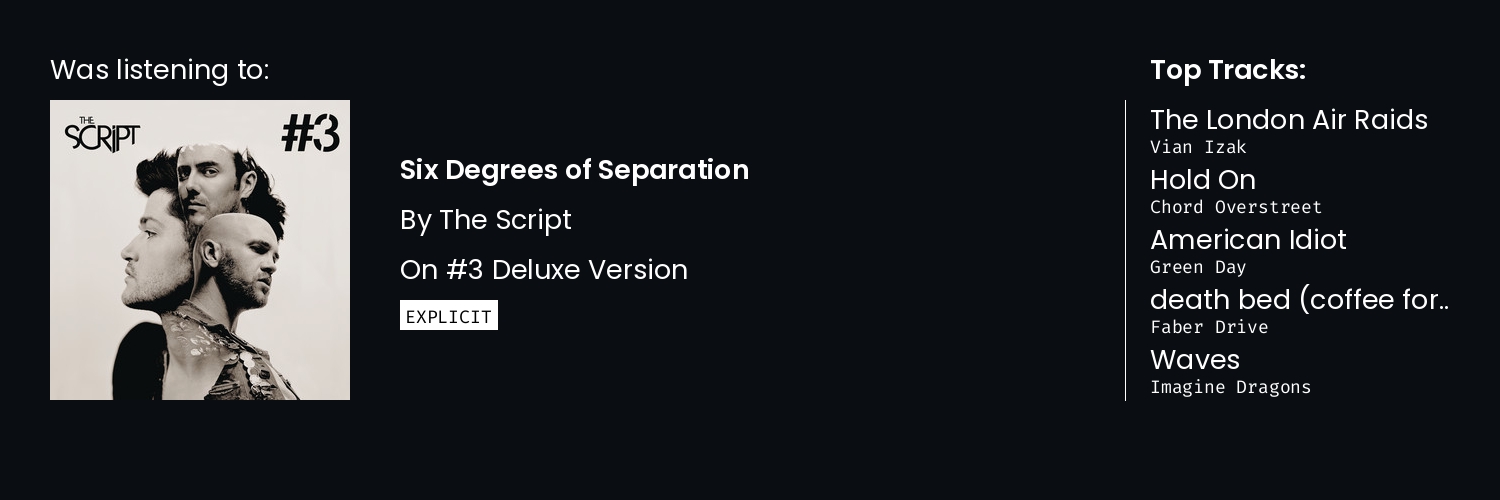 Was listening to:
THE
SCRIPT
#3
Six Degrees of Separation
By The Script
On #3 Deluxe Version
EXPLICIT
Top Tracks:
The London Air Raids
Vian Izak
Hold On
Chord Overstreet
American Idiot
Green Day
death bed (coffee for..
Faber Drive
Waves
Imagine Dragons